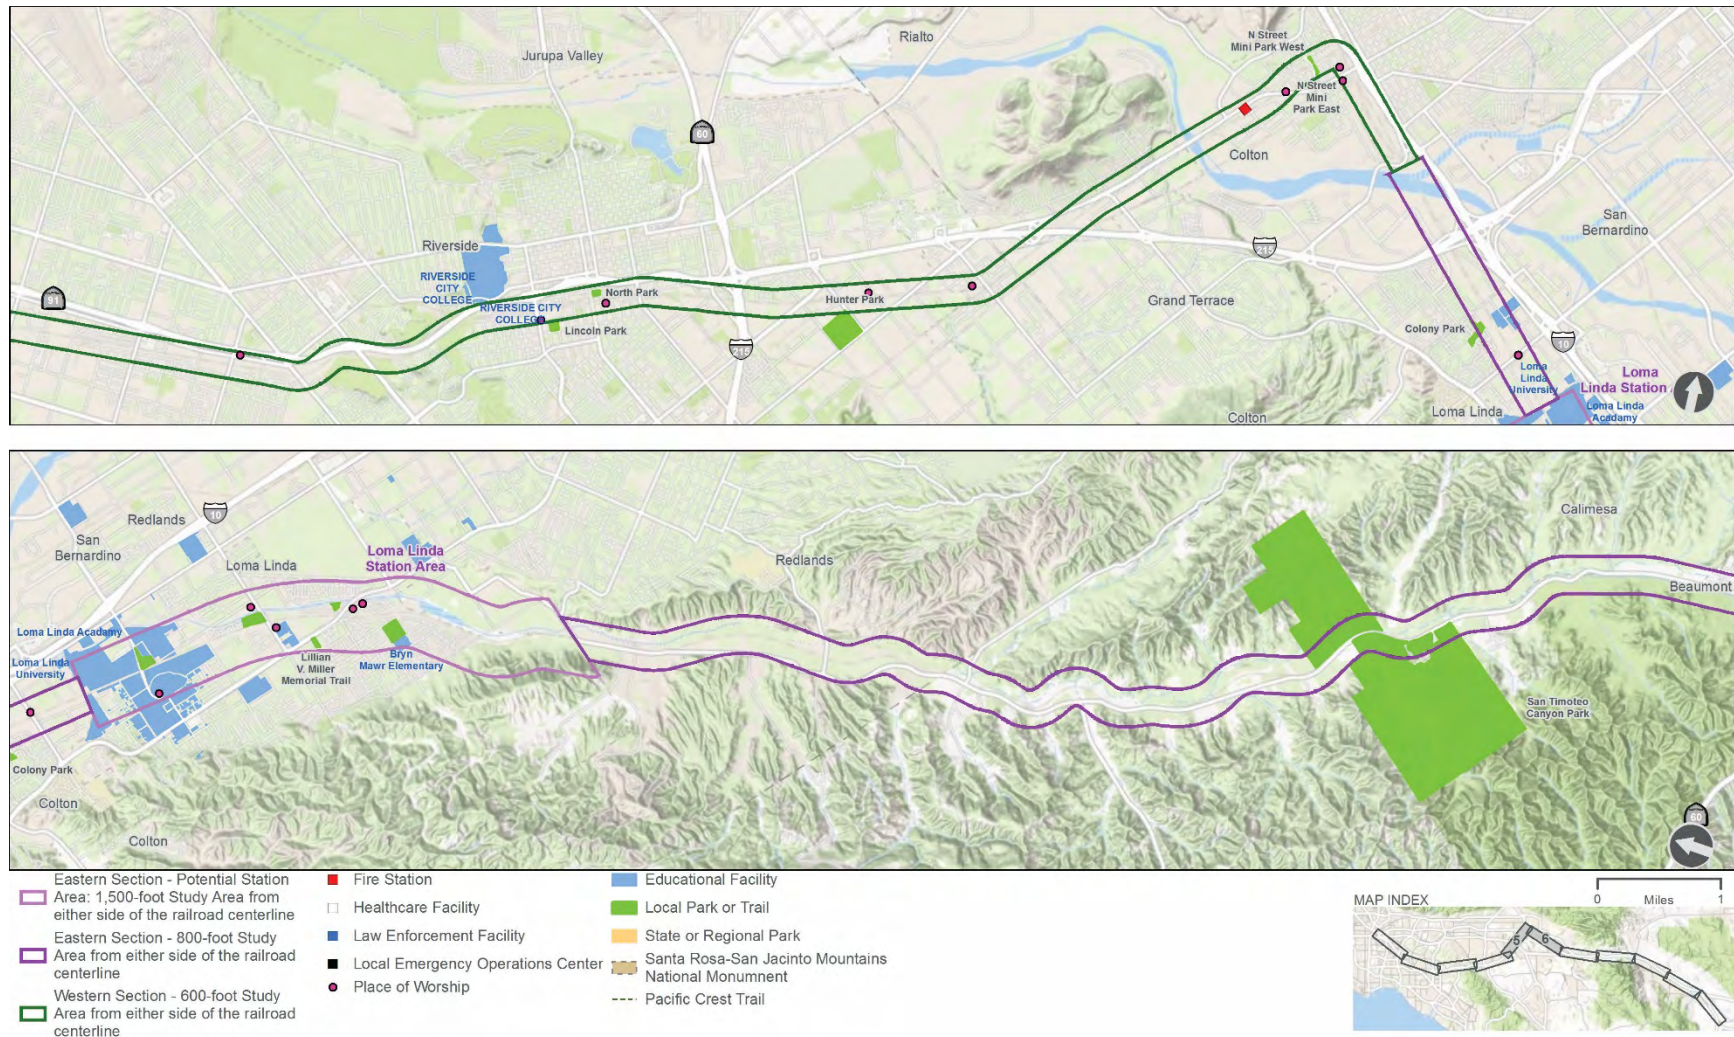 N Street
Mini Park West
Rialto
Jurupa Valley
60
N Street
Mini
Park East
Colton
San
Bernardino
Riverside
RIVERSIDE
CITY
COLLEGE
215
91
North Park
Hunter Park
Grand Terrace
RIVERSIDE CITY
COLLEGE
Lincoln Park
Colony Park
215
10
Loma
Linda
University
Loma
Linda Station
Colton
Loma Linda
Loma Linda
Acadamy
Redlands
10
San
Bernardino
Loma Linda
Loma Linda
Station Area
Redlands
Calimesa
Beaumont
Loma Linda Acadamy
Loma Linda
University
Lillian
V. Miller
Memorial Trail
Bryn
Mawr Elementary
San Timoteo
Canyon Park
Colony Park
Colton
Colton
60
Eastern Section - Potential Station
Area: 1,500-foot Study Area from
either side of the railroad centerline
Eastern Section - 800-foot Study
Area from either side of the railroad
centerline
Western Section - 600-foot Study
Area from either side of the railroad
centerline
Fire Station
Healthcare Facility
Law Enforcement Facility
Local Emergency Operations Center
Place of Worship
Educational Facility
Local Park or Trail
State or Regional Park
Santa Rosa-San Jacinto Mountains
National Monumnent
Pacific Crest Trail
0 Miles 1
MAP INDEX
5
6